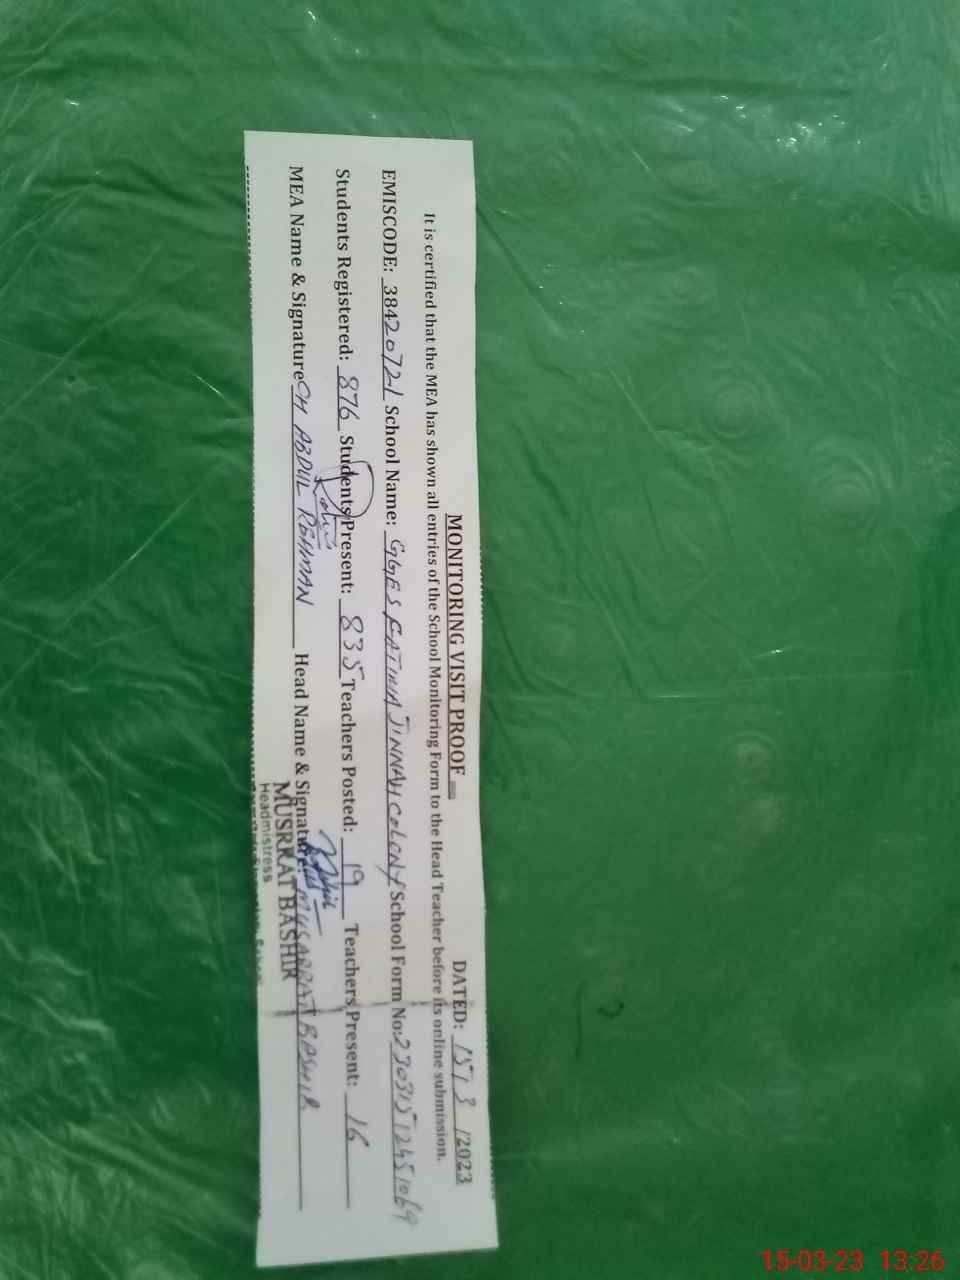 MONITORING VISIT PROOF
DATED: 15/ 3 /2023
It is certified that the MEA has shown all entries of the School Monitoring Form to the Head Teacher before its online submission.
EMISCODE: 38420721 School Name: GGES FATIMA JINNAH COLONY School Form No:230315
Students Registered: 876 Students Present: 835 Teachers Posted: 19 Teachers Present: 16
MEA Name & Signature CH ABDUL REHMAN Head Name & Signature: MUSARRAT BASHIR
MUSRRAT BASHIR
Headmistress
15-03-23 13:26